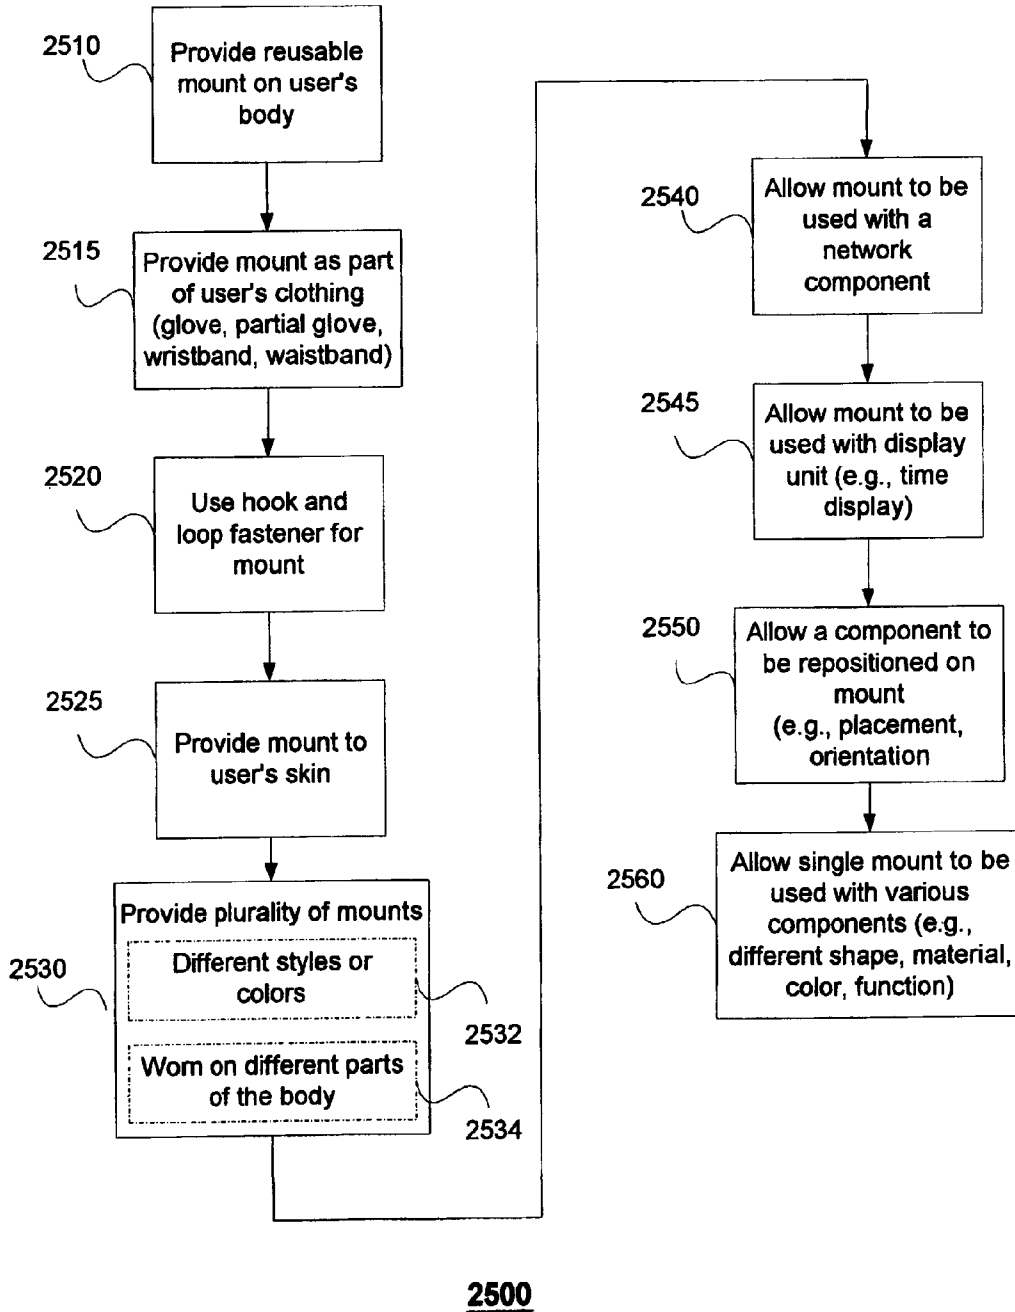 2510
Provide reusable
mount on user's
body
2515
Provide mount as part
of user's clothing
(glove, partial glove,
wristband, waistband)
2520
Use hook and
loop fastener for
mount
2525
Provide mount to
user's skin
2530
Provide plurality of mounts
Different styles or
colors
2532
Worn on different parts
of the body
2534
2540
Allow mount to be
used with a
network
component
2545
Allow mount to be
used with display
unit (e.g., time
display)
2550
Allow a component to
be repositioned on
mount
(e.g., placement,
orientation
2560
Allow single mount to be
used with various
components (e.g.,
different shape, material,
color, function)
2500